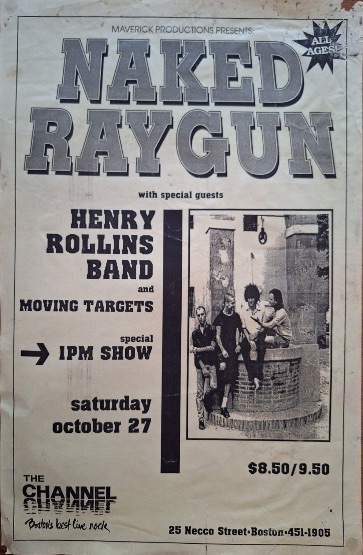 MAVERICK PRODUCTIONS PRESENTS:
ALL
AGES!
NAKED
RAYGUN
with special guests
HENRY
ROLLINS
BAND
and
MOVING TARGETS
special
1PM SHOW
saturday
october 27
$8.50/9.50
THE
CHANNEL
Boston's best live rock
25 Necco Street•Boston•451-1905